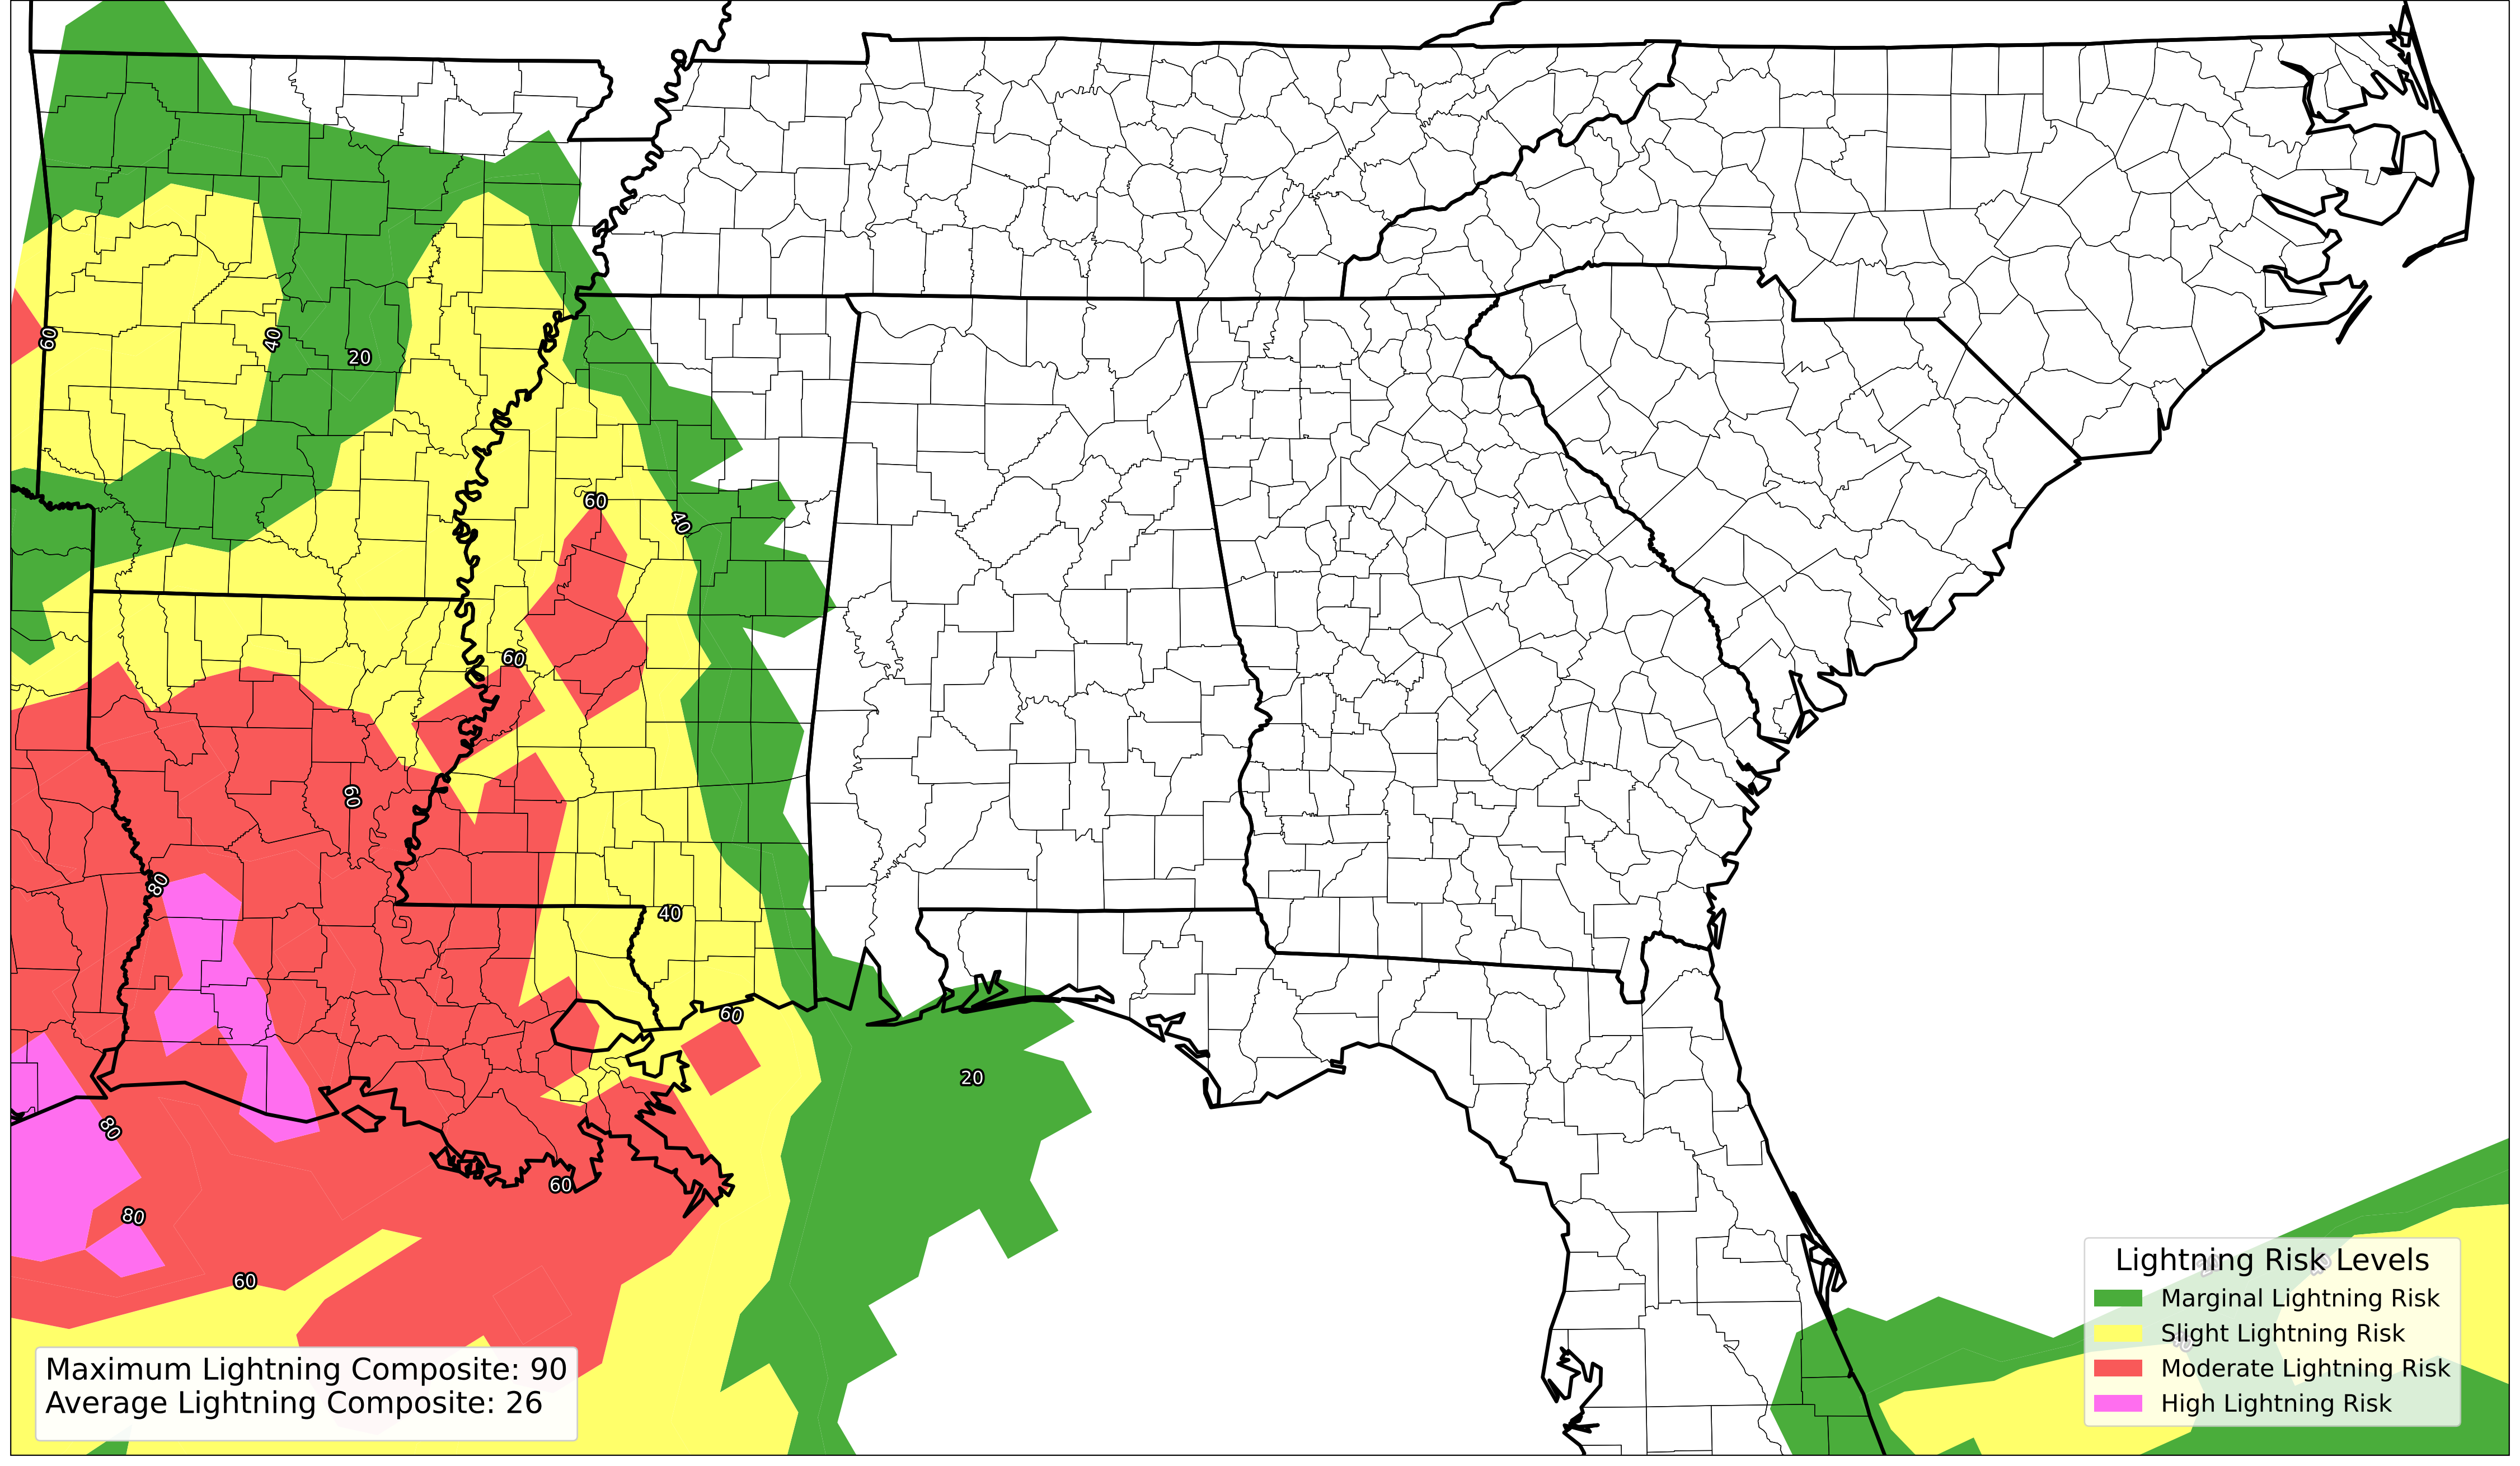 60
40
20
60
40
60
60
80
40
60
20
80
60
80
60
Lightning Risk Levels
Marginal Lightning Risk
Slight Lightning Risk
Moderate Lightning Risk
High Lightning Risk
Maximum Lightning Composite: 90
Average Lightning Composite: 26